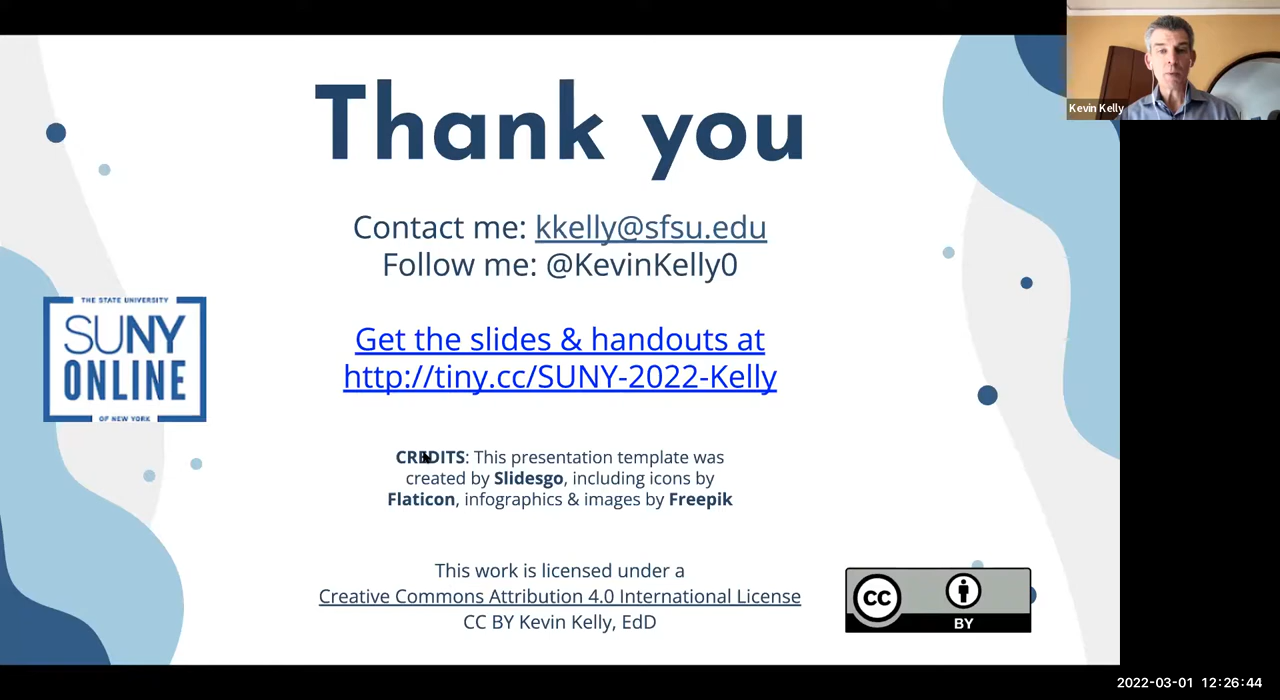 Kevin Kelly
Thank you
Contact me: kkelly@sfsu.edu
Follow me: @KevinKelly0
THE STATE UNIVERSITY
SUNY
ONLINE
OF NEW YORK
Get the slides & handouts at
http://tiny.cc/SUNY-2022-Kelly
CREDITS: This presentation template was
created by Slidesgo, including icons by
Flaticon, infographics & images by Freepik
This work is licensed under a
Creative Commons Attribution 4.0 International License
CC BY Kevin Kelly, EdD
CC
BY
2022-03-01 12:26:44